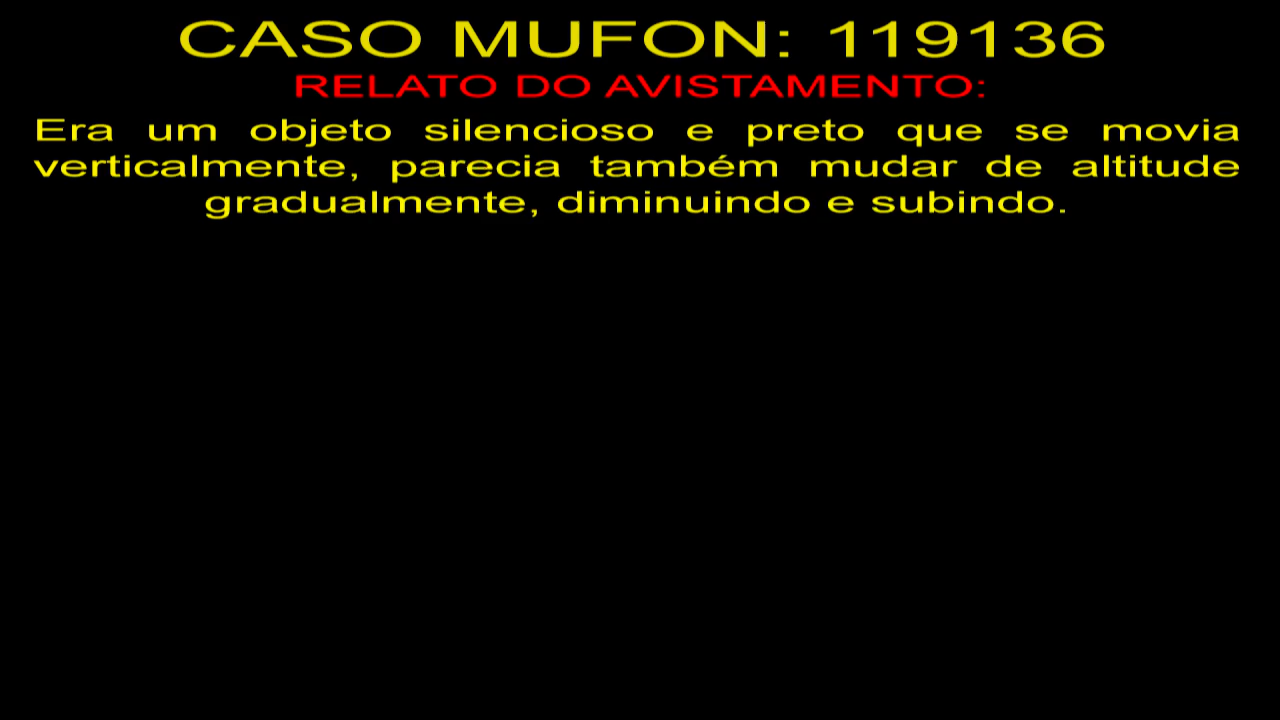 CASO MUFON: 119136
RELATO DO AVISTAMENTO:
Era um objeto silencioso e preto que se movia
verticalmente, parecia também mudar de altitude
gradualmente, diminuindo e subindo.